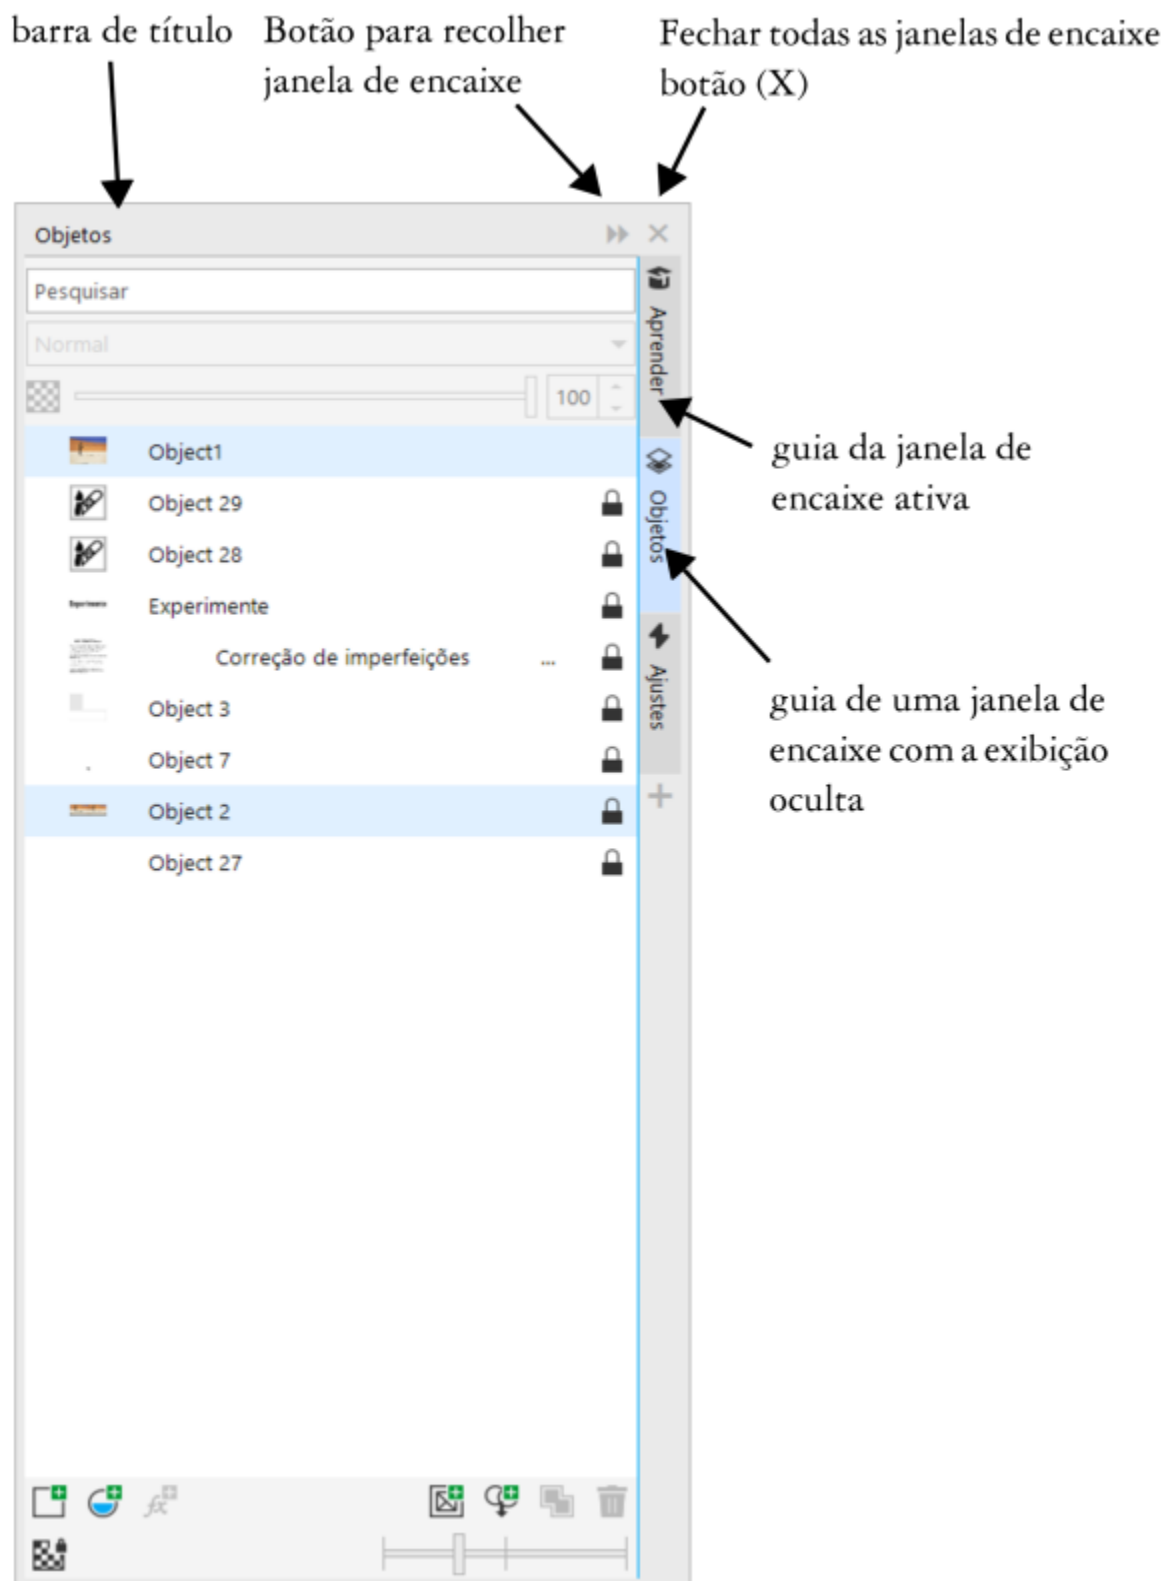 barra de título
Botão para recolher
janela de encaixe
Fechar todas as janelas de encaixe
botão (X)
Objetos
Pesquisar
Normal
100
Object1
Object 29
Object 28
Experimente
Correção de imperfeições ...
Object 3
Object 7
Object 2
Object 27
Aprender
Objetos
Ajustes
guia da janela de
encaixe ativa
guia de uma janela de
encaixe com a exibição
oculta
fx